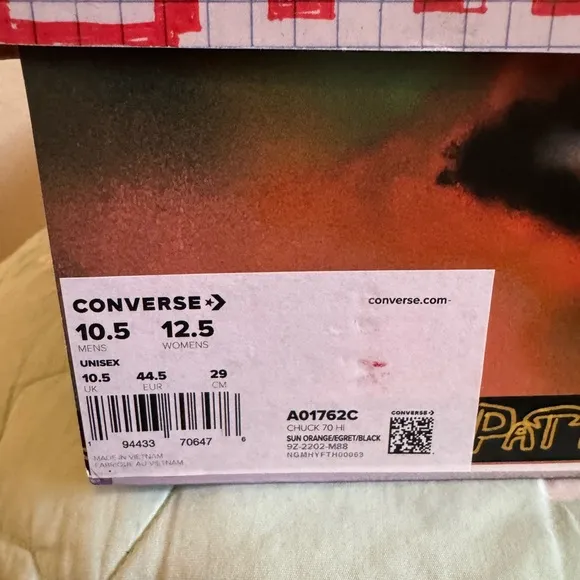 CONVERSE
converse.com
10.5 12.5
MENS WOMENS
UNISEX
10.5 44.5 29
UK EUR CM
1 94433 70647 6
MADE IN VIETNAM
FABRIQUÉ AU VIETNAM
A01762C
CHUCK 70 HI
SUN ORANGE/EGRET/BLACK
9Z-2202-M88
NGMHYFTH00063
CONVERSE
PAT